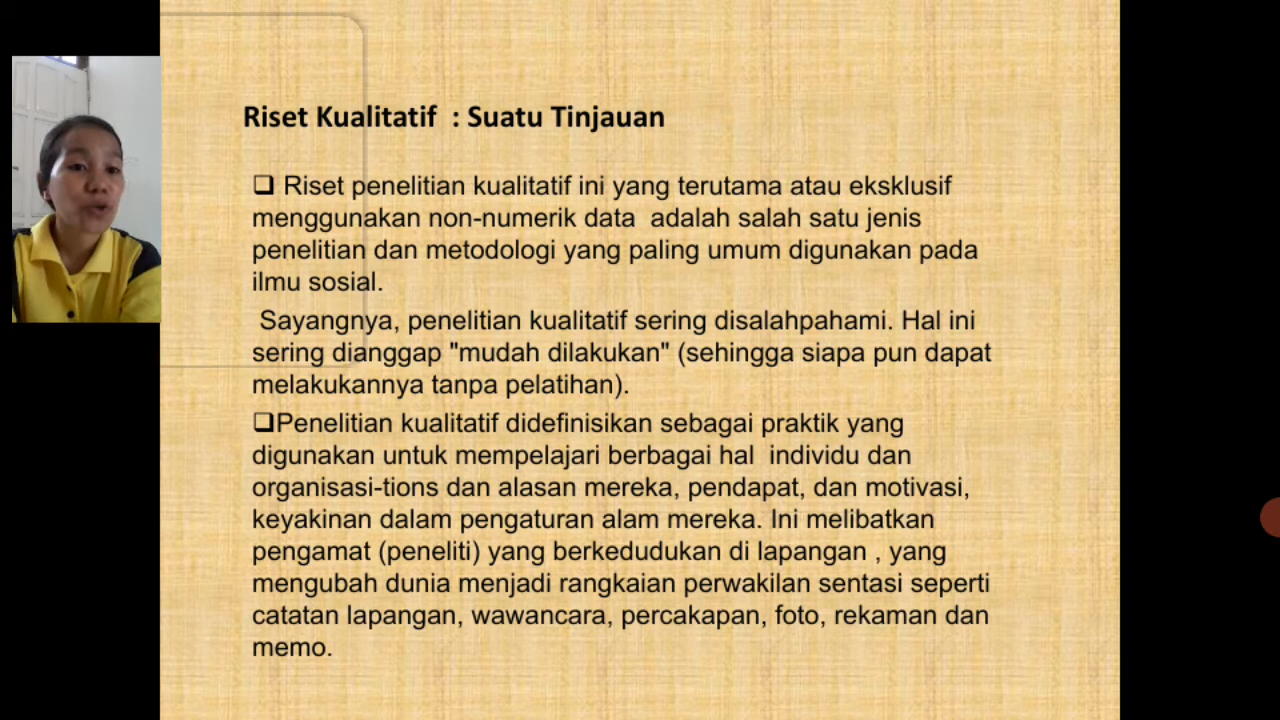 Riset Kualitatif : Suatu Tinjauan
❑ Riset penelitian kualitatif ini yang terutama atau eksklusif
menggunakan non-numerik data adalah salah satu jenis
penelitian dan metodologi yang paling umum digunakan pada
ilmu sosial.
Sayangnya, penelitian kualitatif sering disalahpahami. Hal ini
sering dianggap "mudah dilakukan" (sehingga siapa pun dapat
melakukannya tanpa pelatihan).
❑Penelitian kualitatif didefinisikan sebagai praktik yang
digunakan untuk mempelajari berbagai hal individu dan
organisasi-tions dan alasan mereka, pendapat, dan motivasi,
keyakinan dalam pengaturan alam mereka. Ini melibatkan
pengamat (peneliti) yang berkedudukan di lapangan , yang
mengubah dunia menjadi rangkaian perwakilan sentasi seperti
catatan lapangan, wawancara, percakapan, foto, rekaman dan
memo.